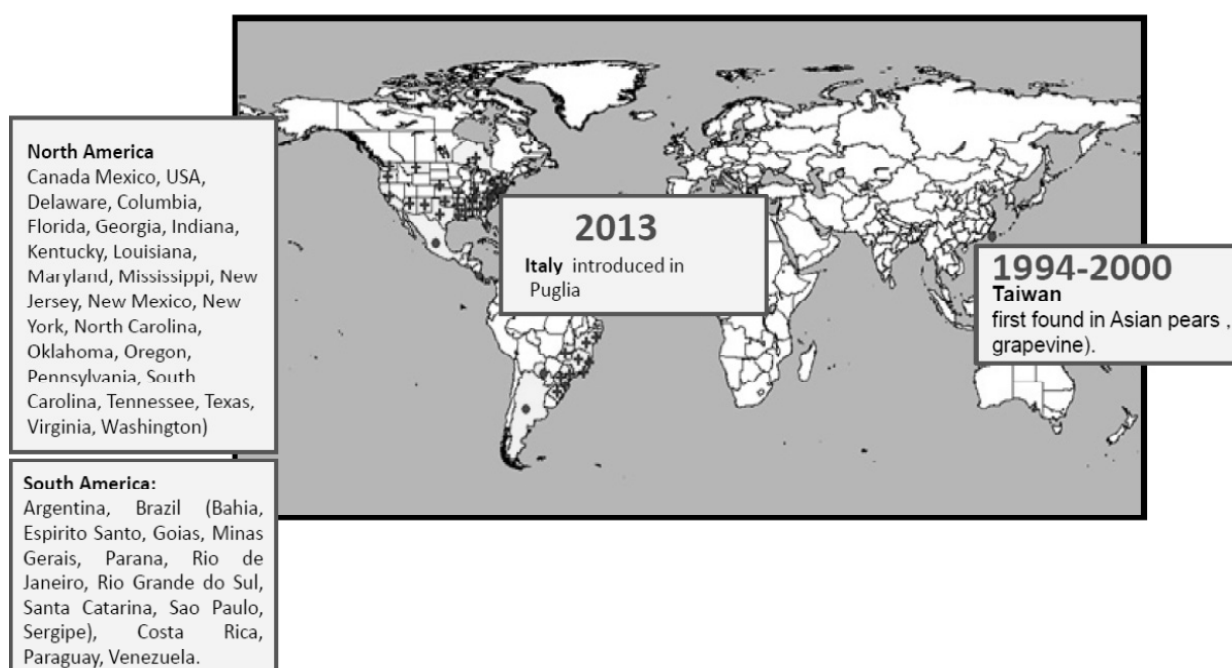 North America
Canada Mexico, USA,
Delaware, Columbia,
Florida, Georgia, Indiana,
Kentucky, Louisiana,
Maryland, Mississippi, New
Jersey, New Mexico, New
York, North Carolina,
Oklahoma, Oregon,
Pennsylvania, South
Carolina, Tennessee, Texas,
Virginia, Washington)
South America:
Argentina, Brazil (Bahia,
Espirito Santo, Goias, Minas
Gerais, Parana, Rio de
Janeiro, Rio Grande do Sul,
Santa Catarina, Sao Paulo,
Sergipe), Costa Rica,
Paraguay, Venezuela.
2013
Italy introduced in
Puglia
1994-2000
Taiwan
first found in Asian pears ,
grapevine).